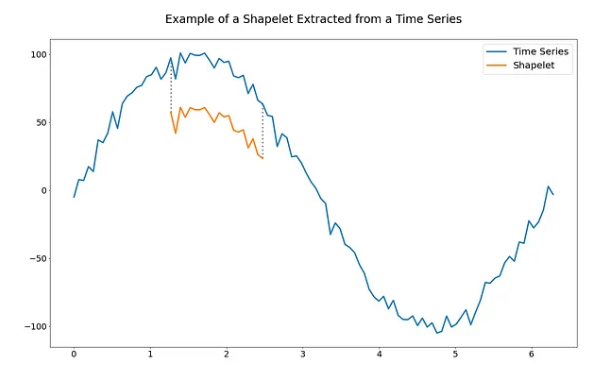 Example of a Shapelet Extracted from a Time Series
Time Series
Shapelet
100
50
0
−50
−100
0 1 2 3 4 5 6